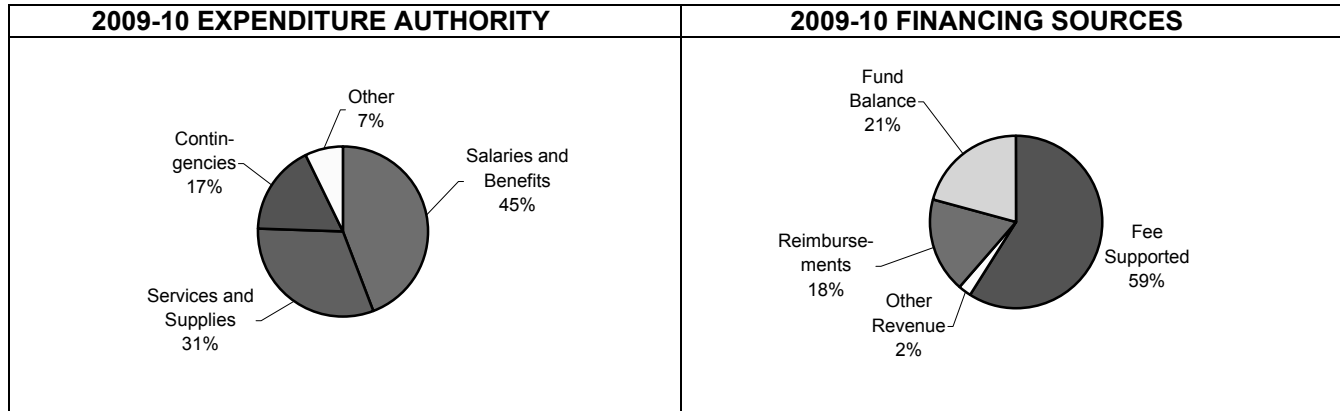 2009-10 EXPENDITURE AUTHORITY
Other
7%
Contin-
gencies
17%
Salaries and
Benefits
45%
Services and
Supplies
31%
2009-10 FINANCING SOURCES
Fund
Balance
21%
Reimburse-
ments
18%
Other
Revenue
2%
Fee
Supported
59%